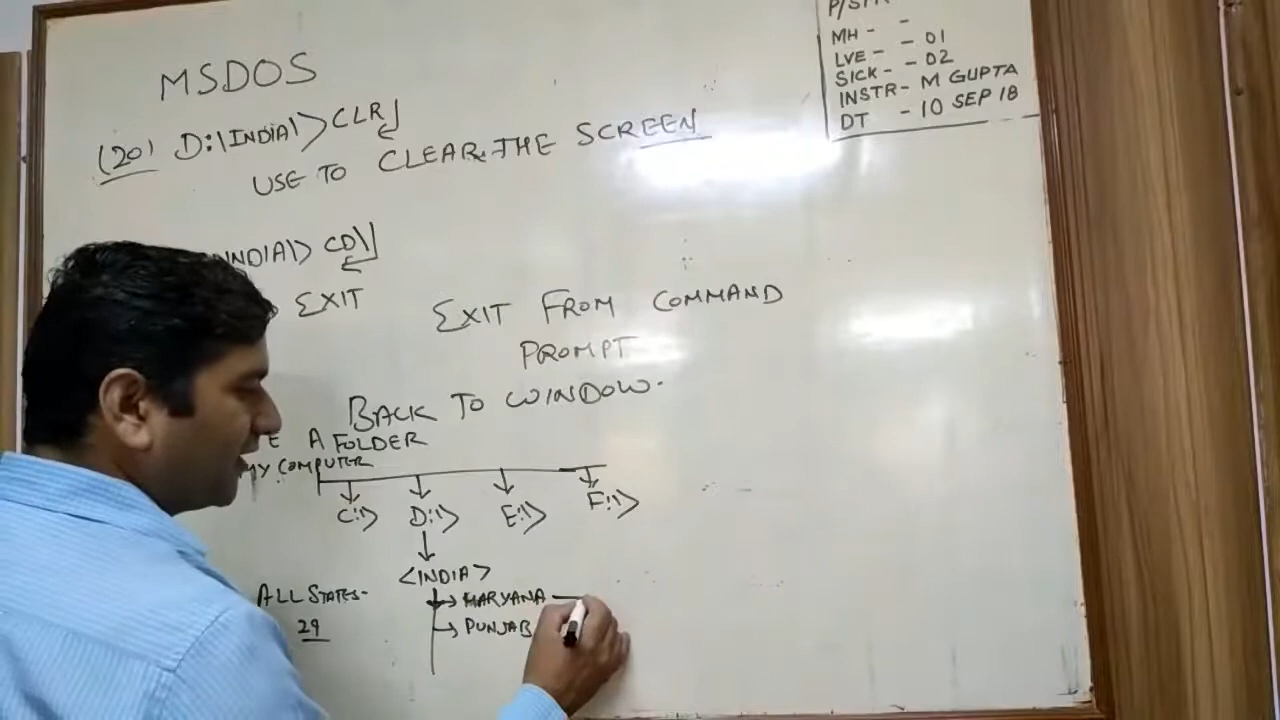 MSDOS
(20) D:\INDIA\> CLR
USE TO CLEAR THE SCREEN
INDIA\> CD\
EXIT
EXIT FROM COMMAND
PROMPT
BACK TO WINDOW.
E A FOLDER
MY COMPUTER
C:\> D:\> E:\> F:\>
<INDIA>
ALL STATES-
29
HARYANA
PUNJAB
MH - -
LVE - - 01
SICK - - 02
INSTR- M GUPTA
DT - 10 SEP 18